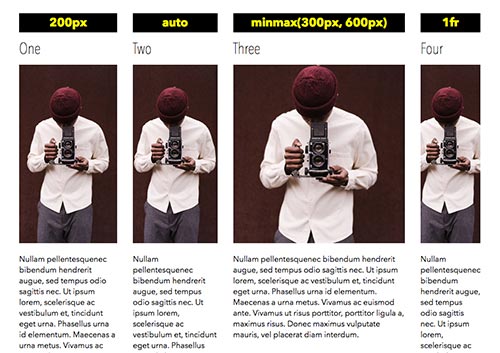 200px
auto
minmax(300px, 600px)
1fr
One
Two
Three
Four
Nullam pellentesquenec
bibendum hendrerit
augue, sed tempus odio
sagittis nec. Ut ipsum
lorem, scelerisque ac
vestibulum et, tincidunt
eget urna. Phasellus urna
id elementum. Maecenas a
urna metus. Vivamus ac
Nullam
pellentesquenec
bibendum hendrerit
augue, sed tempus
odio sagittis nec. Ut
ipsum lorem,
scelerisque ac
vestibulum et, tincidunt
eget urna. Phasellus
Nullam pellentesquenec bibendum hendrerit
augue, sed tempus odio sagittis nec. Ut ipsum
lorem, scelerisque ac vestibulum et, tincidunt
eget urna. Phasellus urna id elementum.
Maecenas a urna metus. Vivamus ac euismod
ante. Vivamus ut risus porttitor, porttitor ligula a,
maximus risus. Donec maximus vulputate
mauris, vel placerat diam interdum.
Nullam
pellentesquenec
bibendum
hendrerit augue,
sed tempus odio
sagittis nec. Ut
ipsum lorem,
scelerisque ac